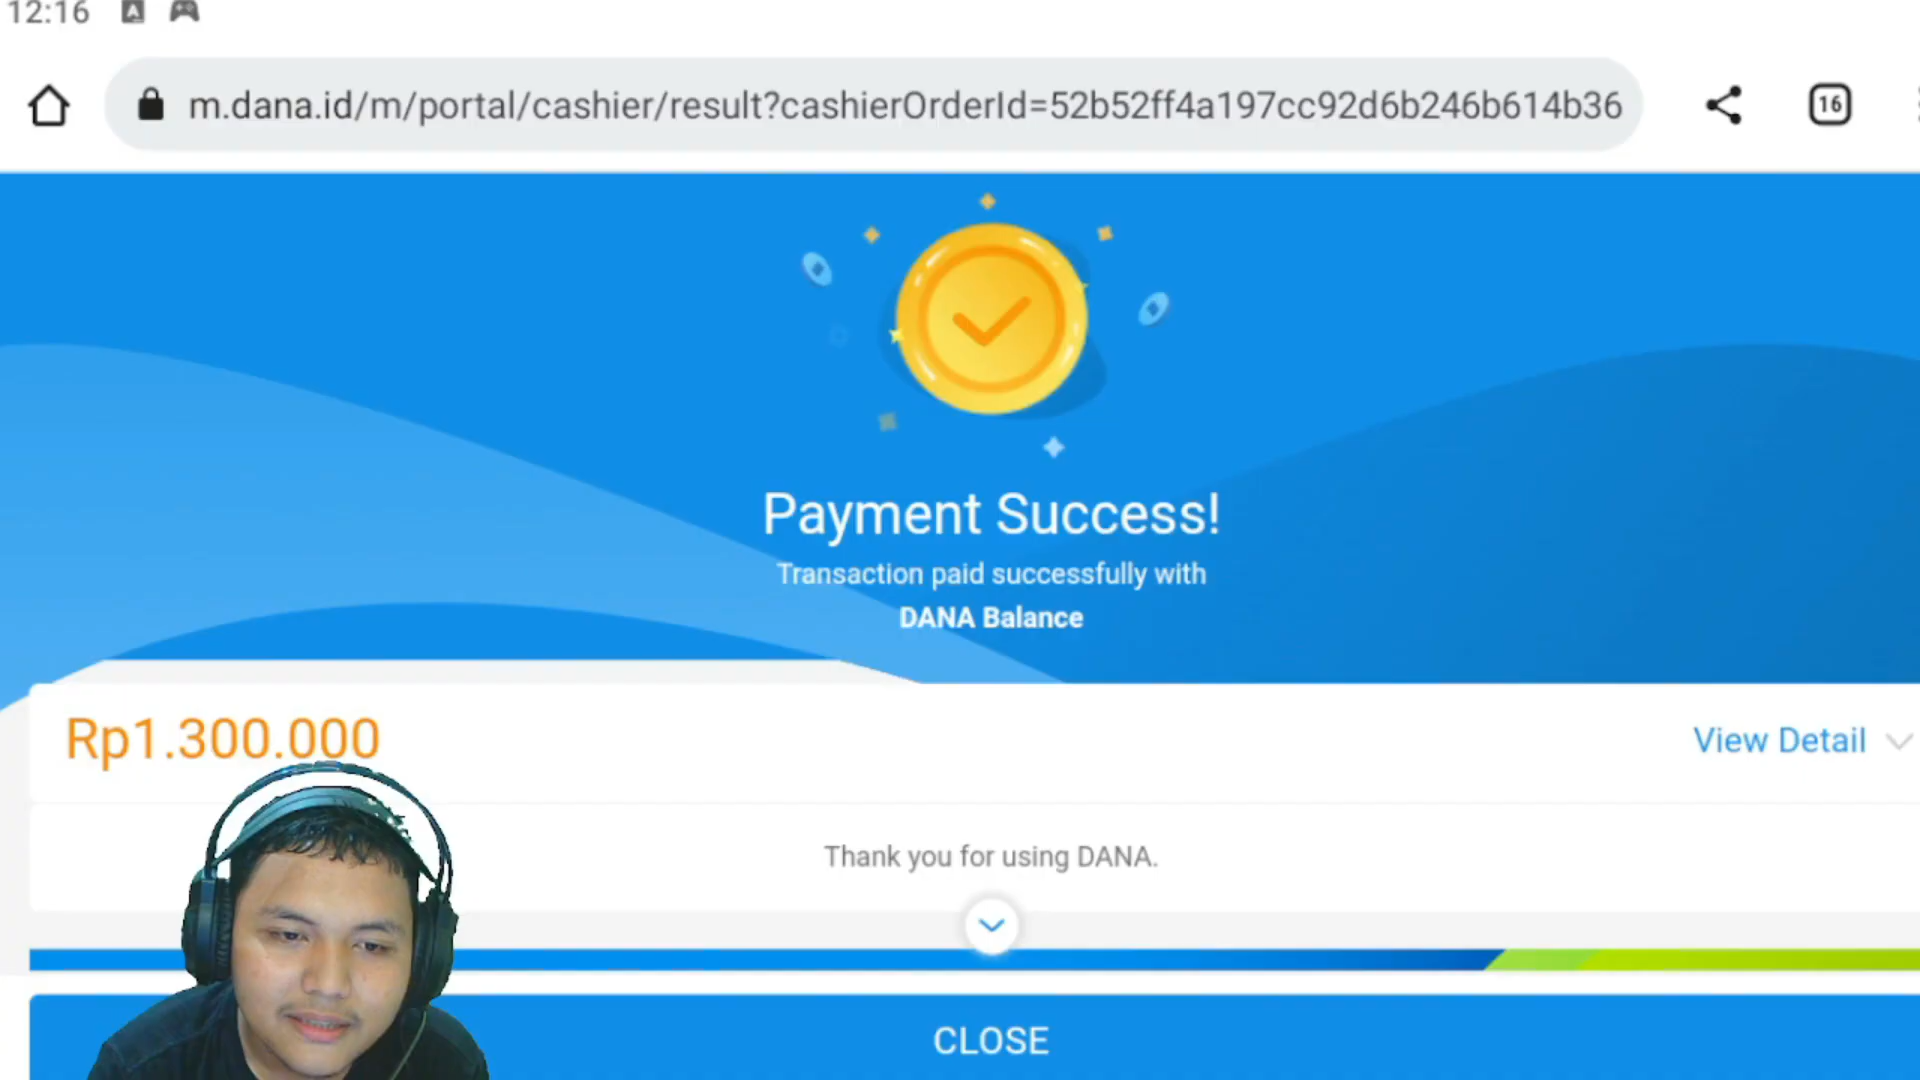 12:16
m.dana.id/m/portal/cashier/result?cashierOrderId=52b52ff4a197cc92d6b246b614b36
16
Payment Success!
Transaction paid successfully with
DANA Balance
Rp1.300.000
View Detail
Thank you for using DANA.
CLOSE